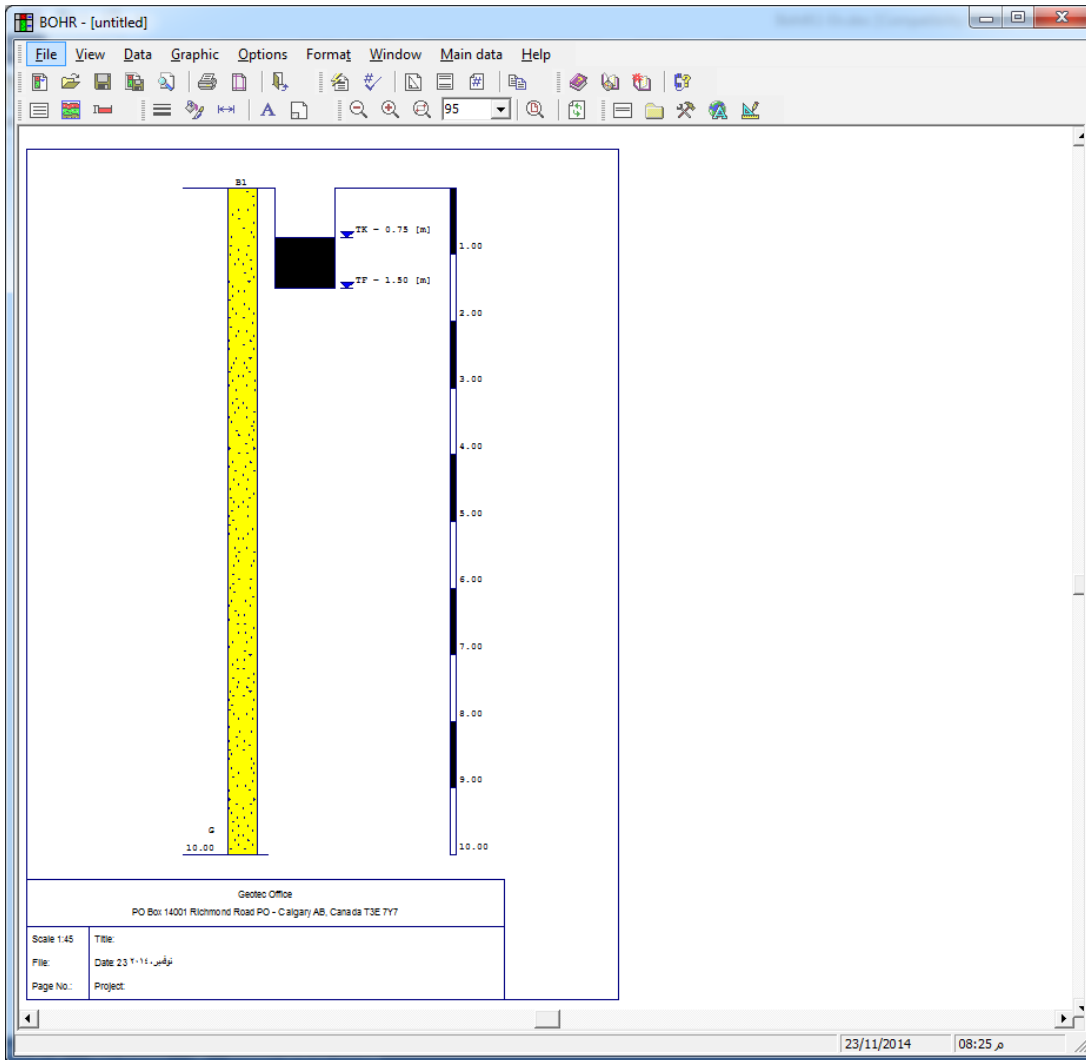 BOHR - [untitled]
File View Data Graphic Options Format Window Main data Help
95
B1
TK - 0.75 [m]
1.00
TF - 1.50 [m]
2.00
3.00
4.00
5.00
6.00
7.00
8.00
9.00
G
10.00
10.00
Geotec Office
PO Box 14001 Richmond Road PO - Calgary AB, Canada T3E 7Y7
Scale 1:45 Title:
File: Date: 23 نوفمبر، ٢٠١٤
Page No.: Project:
23/11/2014 08:25 م